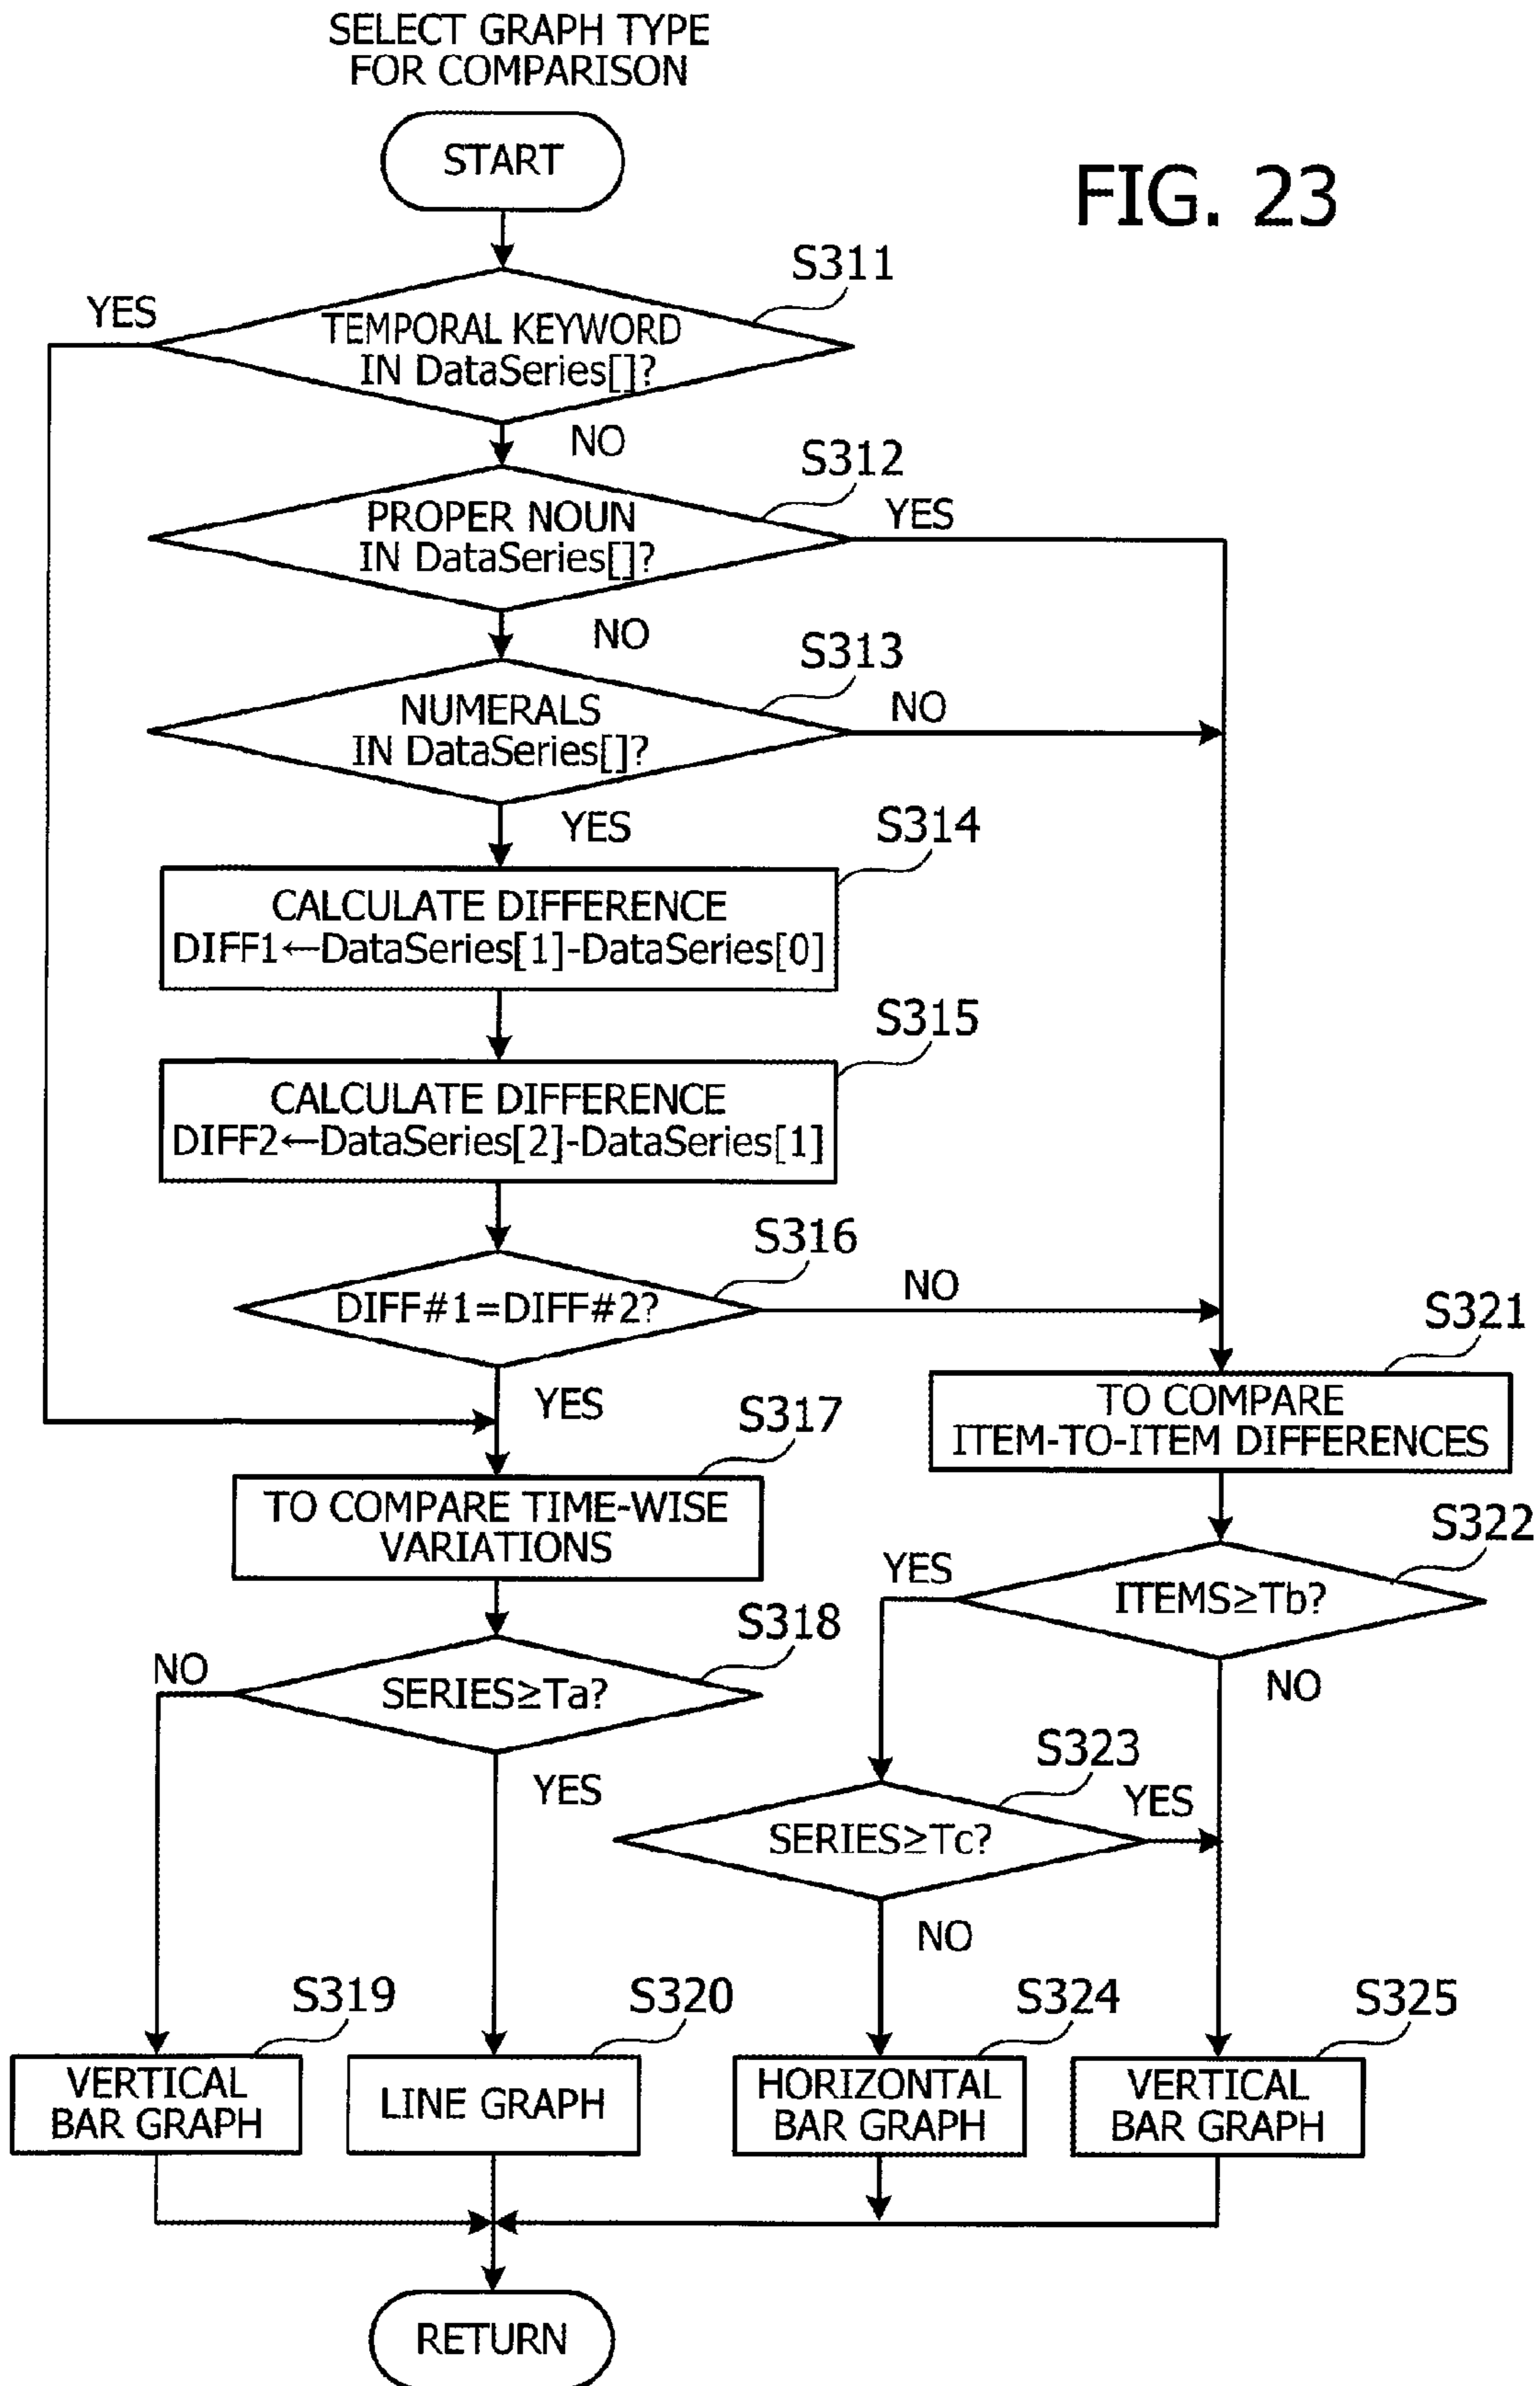 SELECT GRAPH TYPE
FOR COMPARISON
START
FIG. 23
S311
YES
TEMPORAL KEYWORD
IN DataSeries[]?
NO
S312
PROPER NOUN
IN DataSeries[]?
YES
NO
S313
NUMERALS
IN DataSeries[]?
NO
YES
S314
CALCULATE DIFFERENCE
DIFF1←DataSeries[1]-DataSeries[0]
S315
CALCULATE DIFFERENCE
DIFF2←DataSeries[2]-DataSeries[1]
S316
DIFF#1=DIFF#2?
NO
YES
S321
TO COMPARE
ITEM-TO-ITEM DIFFERENCES
S317
TO COMPARE TIME-WISE
VARIATIONS
S322
YES
ITEMS≥Tb?
NO
S318
NO
SERIES≥Ta?
YES
S323
YES
SERIES≥Tc?
NO
S319
VERTICAL
BAR GRAPH
S320
LINE GRAPH
S324
HORIZONTAL
BAR GRAPH
S325
VERTICAL
BAR GRAPH
RETURN